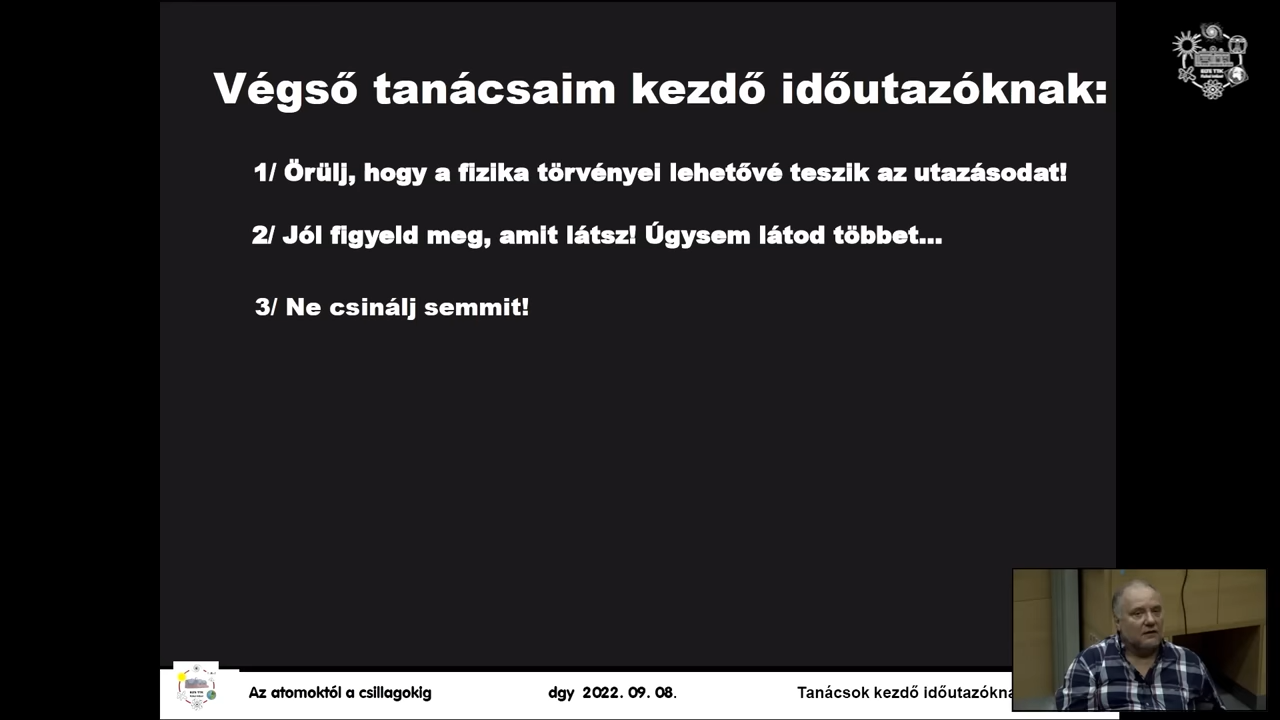 Végső tanácsaim kezdő időutazóknak:
1/ Örülj, hogy a fizika törvényei lehetővé teszik az utazásodat!
2/ Jól figyeld meg, amit látsz! Úgysem látod többet...
3/ Ne csinálj semmit!
Az atomoktól a csillagokig dgy 2022. 09. 08. Tanácsok kezdő